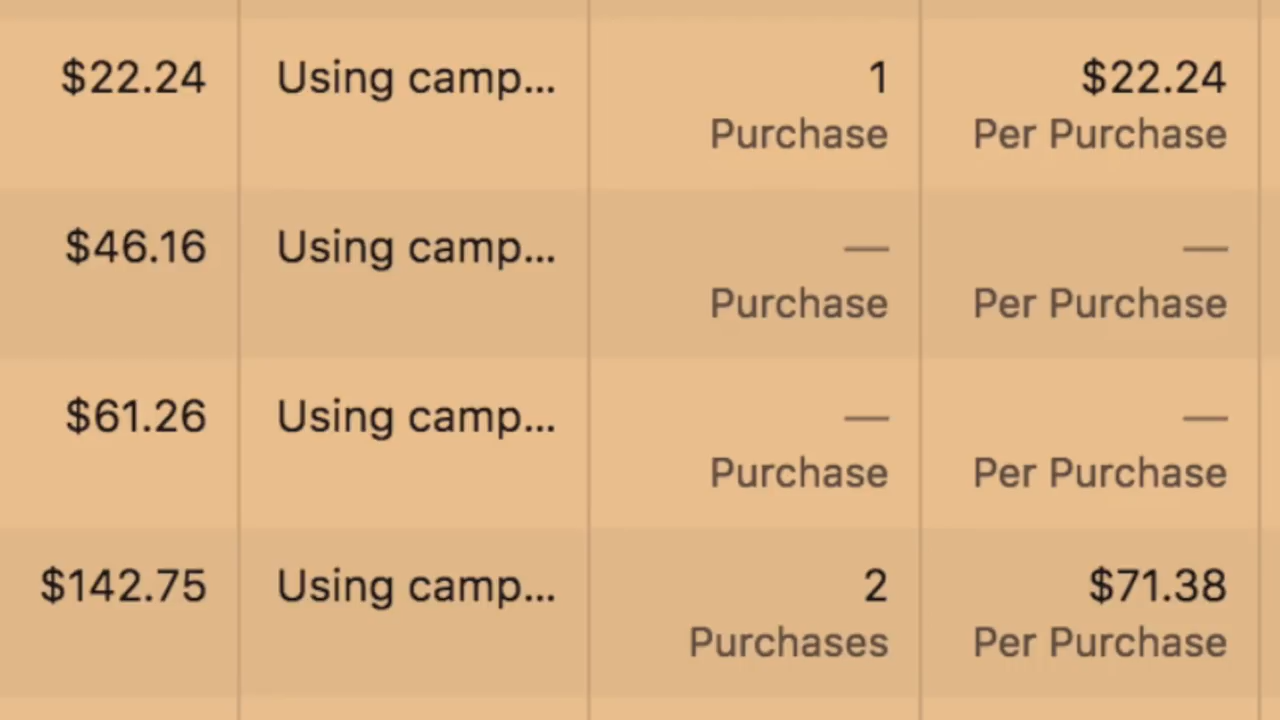 $22.24 Using camp... 1 $22.24
Purchase Per Purchase
$46.16 Using camp... — —
Purchase Per Purchase
$61.26 Using camp... — —
Purchase Per Purchase
$142.75 Using camp... 2 $71.38
Purchases Per Purchase